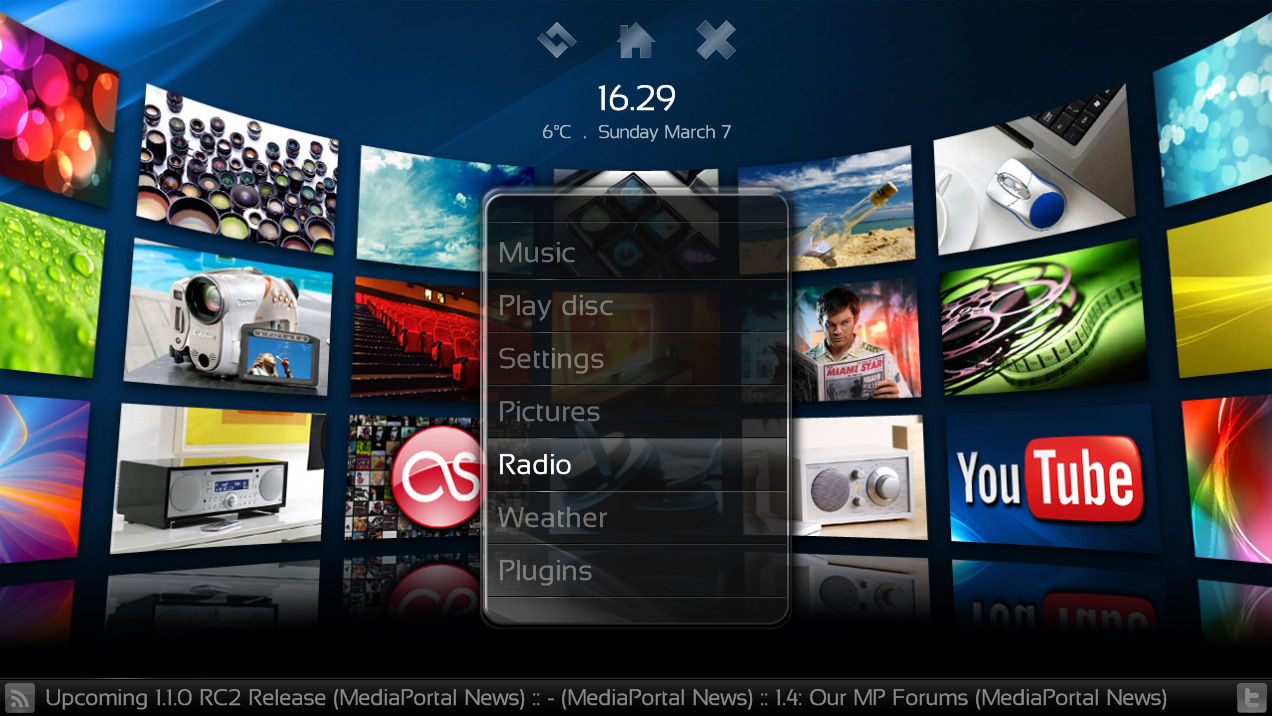 16.29
6°C . Sunday March 7
Music
Play disc
Settings
Pictures
Radio
Weather
Plugins
MIAMI STAR
You Tube
Upcoming 1.1.0 RC2 Release (MediaPortal News) :: - (MediaPortal News) :: 1.4: Our MP Forums (MediaPortal News)